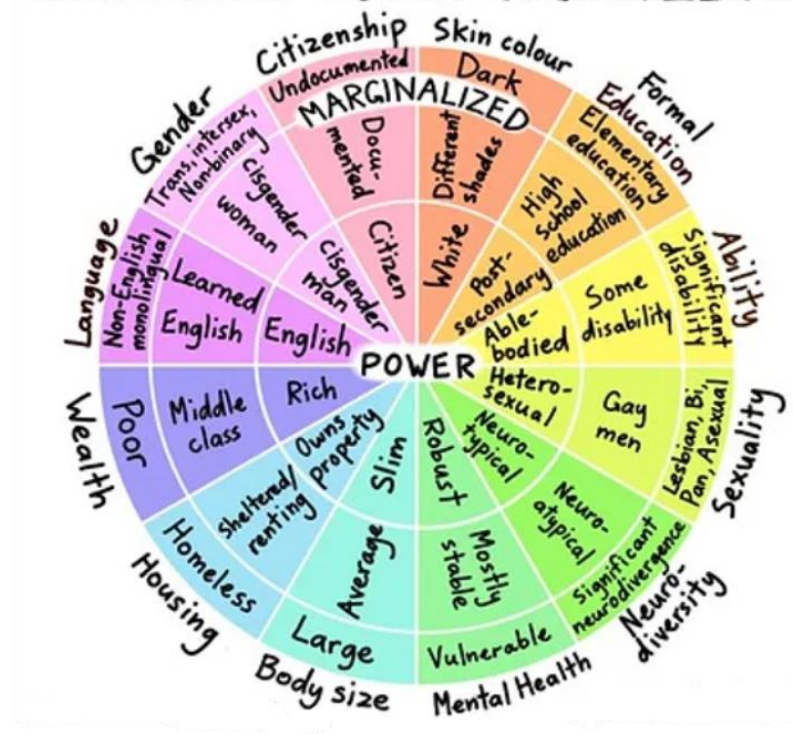 Citizenship
Undocumented
Docu-
mented
Citizen
Skin colour
Dark
Different
shades
White
Formal
Education
Elementary
education
High
School
education
Post-
secondary
Ability
Significant
disability
Some
disability
Able-
bodied
Sexuality
Lesbian, Bi,
Pan, Asexual
Gay
men
Hetero-
sexual
Neuro-
diversity
Significant
neurodivergence
Neuro-
atypical
Neuro-
typical
Mental Health
Vulnerable
Mostly
stable
Robust
Body size
Large
Average
Slim
Housing
Homeless
Sheltered/
renting
Owns
property
Wealth
Poor
Middle
class
Rich
Language
Non-English
monolingual
Learned
English
English
Gender
Trans, intersex,
Non-binary
cisgender
woman
cisgender
man
MARGINALIZED
POWER